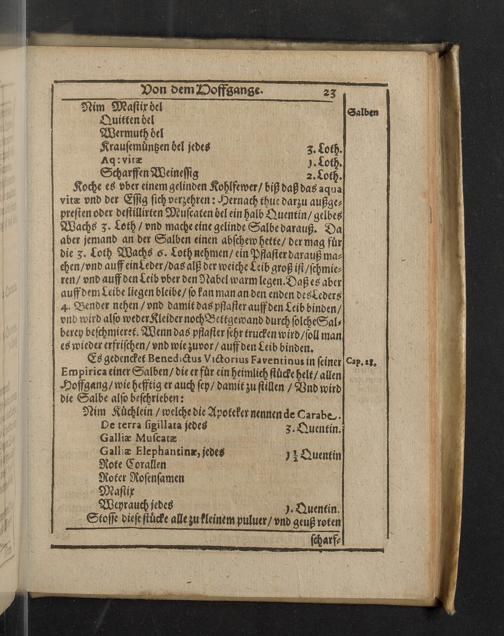 Von dem Hoffgange. 23
Nim Mastix öel
Salben
Quitten öel
Wermuth öel
Krausemüntzen öel jedes 3. Loth.
Aq: vitæ 1. Loth.
Scharffen Weinessig 2. Loth.
Koche es vber einem gelinden Kohlfewer / biß daß das aqua
vitæ vnd der Essig sich verzehren: Hernach thue darzu außge-
presten oder destillirten Muscaten öel ein halb Quentin / gelbes
Wachs 3. Loth / vnd mache eine gelinde Salbe darauß. Da
aber jemand an der Salben einen abschew hette / der mag für
die 3. Loth Wachs 6. Loth nehmen / ein Pflaster darauß ma-
chen / vnd auff ein Leder / das alß der weiche Leib groß ist / schmie-
ren / vnd auff den Leib vber den Nabel warm legen. Daß es aber
auff dem Leibe liegen bleibe / so kan man an den enden des Leders
4. Bender nehen / vnd damit das pflaster auff den Leib binden /
vnd wird also weder Kleider noch Bettgewand durch solche Sal-
berey beschmieret. Wenn das pflaster sehr trucken wird / soll man
es wieder erfrischen / vnd wie zuvor / auff den Leib binden.
Es gedencket Benedictus Victorius Faventinus in seiner
Cap. 28.
Empirica einer Salben / die er für ein heimlich stücke helt / allen
Hoffgang / wie hefftig er auch sey / damit zu stillen / Vnd wird
die Salbe also beschrieben:
Nim Küchlein / welche die Apoteker nennen de Carabe.
De terra sigillata jedes 3. Quentin.
Galliæ Muscatæ
Galliæ Elephantinæ, jedes 1½ Quentin
Rote Corallen
Roter Rosensamen
Mastix
Weyrauch jedes 1. Quentin.
Stosse diese stücke alle zu kleinem puluer / vnd geuß roten
scharf-